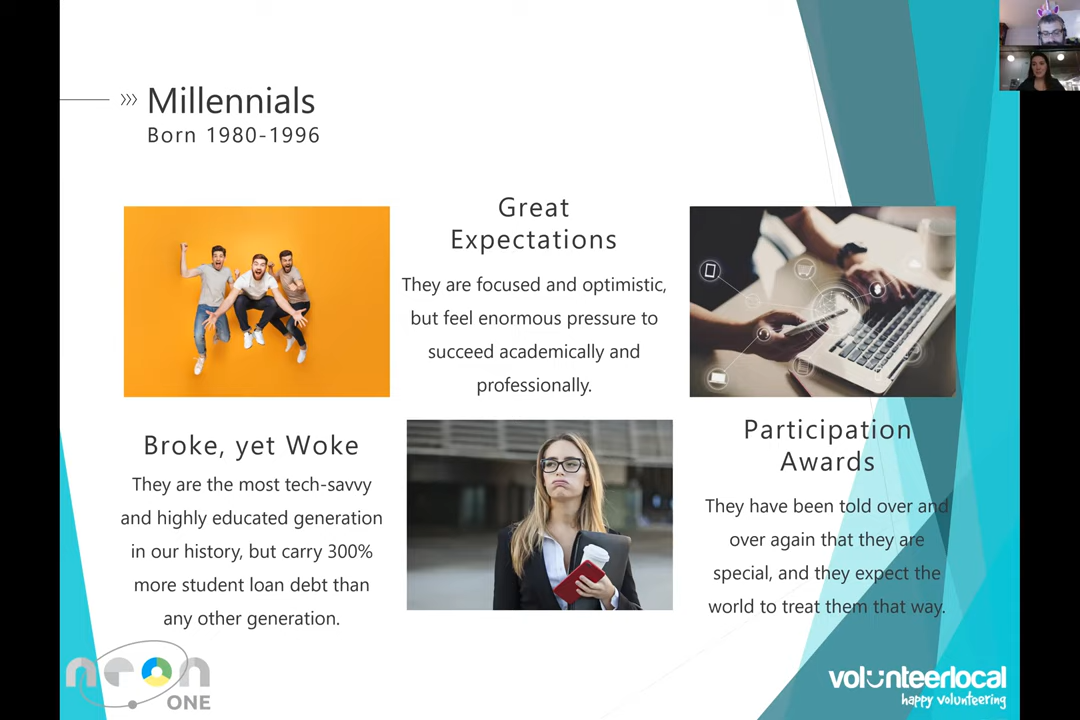 Millennials
Born 1980-1996
Great
Expectations
They are focused and optimistic,
but feel enormous pressure to
succeed academically and
professionally.
Broke, yet Woke
They are the most tech-savvy
and highly educated generation
in our history, but carry 300%
more student loan debt than
any other generation.
Participation
Awards
They have been told over and
over again that they are
special, and they expect the
world to treat them that way.
neon
ONE
volunteerlocal
happy volunteering